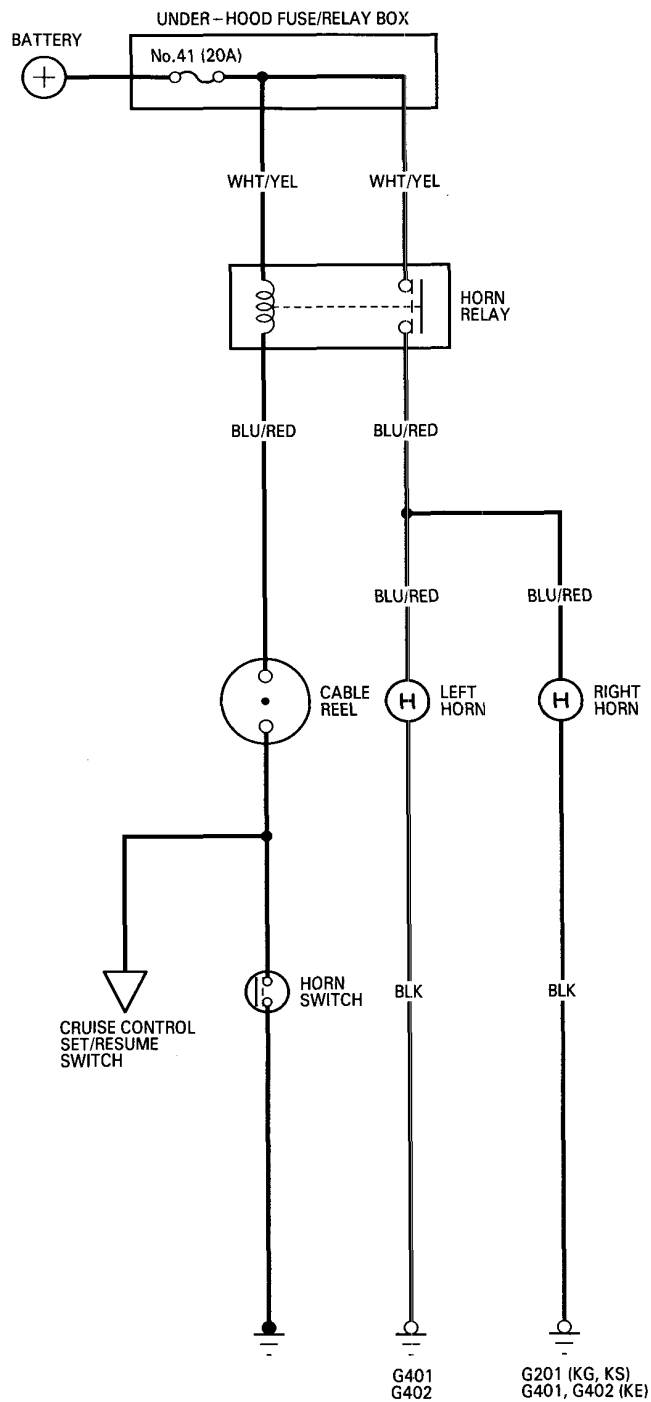 UNDER-HOOD FUSE/RELAY BOX
BATTERY
No.41 (20A)
+
WHT/YEL
WHT/YEL
HORN
RELAY
BLU/RED
BLU/RED
BLU/RED
BLU/RED
CABLE
REEL
H
LEFT
HORN
H
RIGHT
HORN
HORN
SWITCH
BLK
BLK
CRUISE CONTROL
SET/RESUME
SWITCH
G401
G402
G201 (KG, KS)
G401, G402 (KE)